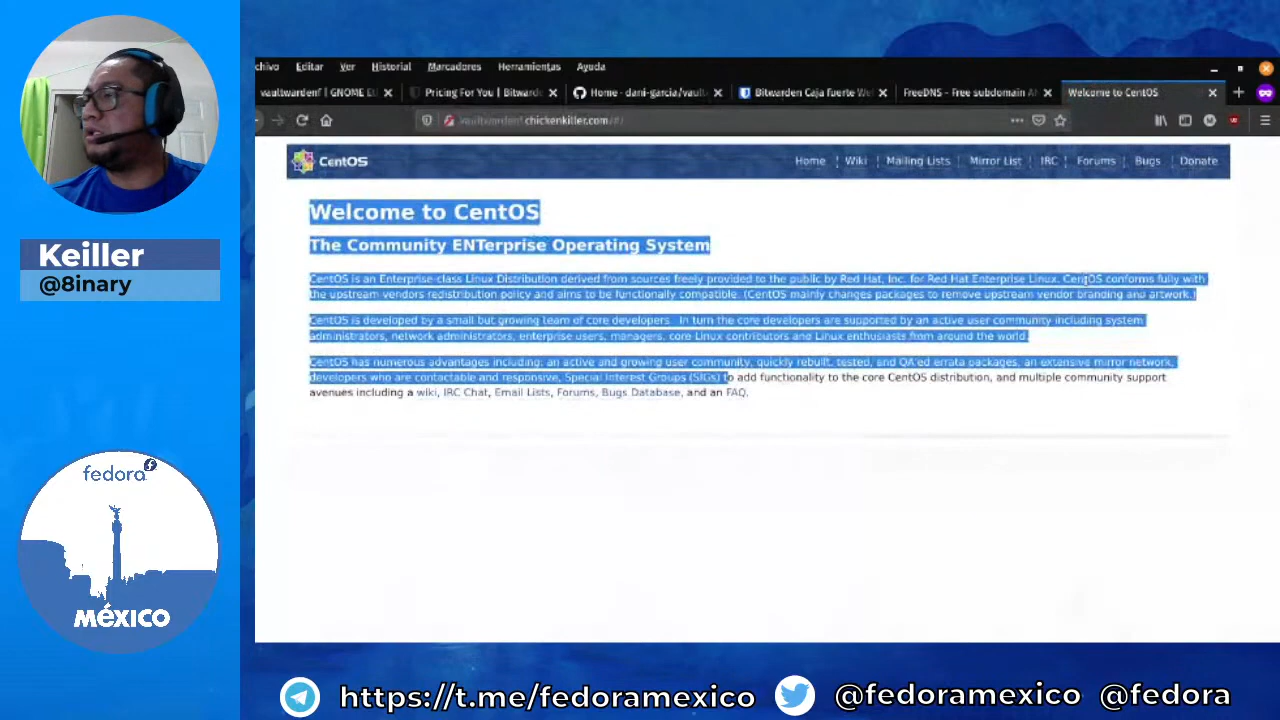 Keiller
@8inary
fedora
MÉXICO
chivo Editar Ver Historial Marcadores Herramientas Ayuda
vaultwardenf | GNOME Pricing For You | Bitwarde Home - dani-garcia/vault Bitwarden Caja fuerte We FreeDNS - Free subdomain Welcome to CentOS
chickenkiller.com
CentOS Home Wiki Mailing Lists Mirror List IRC Forums Bugs Donate
Welcome to CentOS
The Community ENTerprise Operating System
CentOS is an Enterprise-class Linux Distribution derived from sources freely provided to the public by Red Hat, Inc. for Red Hat Enterprise Linux. CentOS conforms fully with
the upstream vendors redistribution policy and aims to be functionally compatible. (CentOS mainly changes packages to remove upstream vendor branding and artwork.)
CentOS is developed by a small but growing team of core developers. In turn the core developers are supported by an active user community including system
administrators, network administrators, enterprise users, managers, core Linux contributors and Linux enthusiasts from around the world.
CentOS has numerous advantages including: an active and growing user community, quickly rebuilt, tested, and QA'ed errata packages, an extensive mirror network,
developers who are contactable and responsive, Special Interest Groups (SIGs) to add functionality to the core CentOS distribution, and multiple community support
avenues including a wiki, IRC Chat, Email Lists, Forums, Bugs Database, and an FAQ.
https://t.me/fedoramexico @fedoramexico @fedora